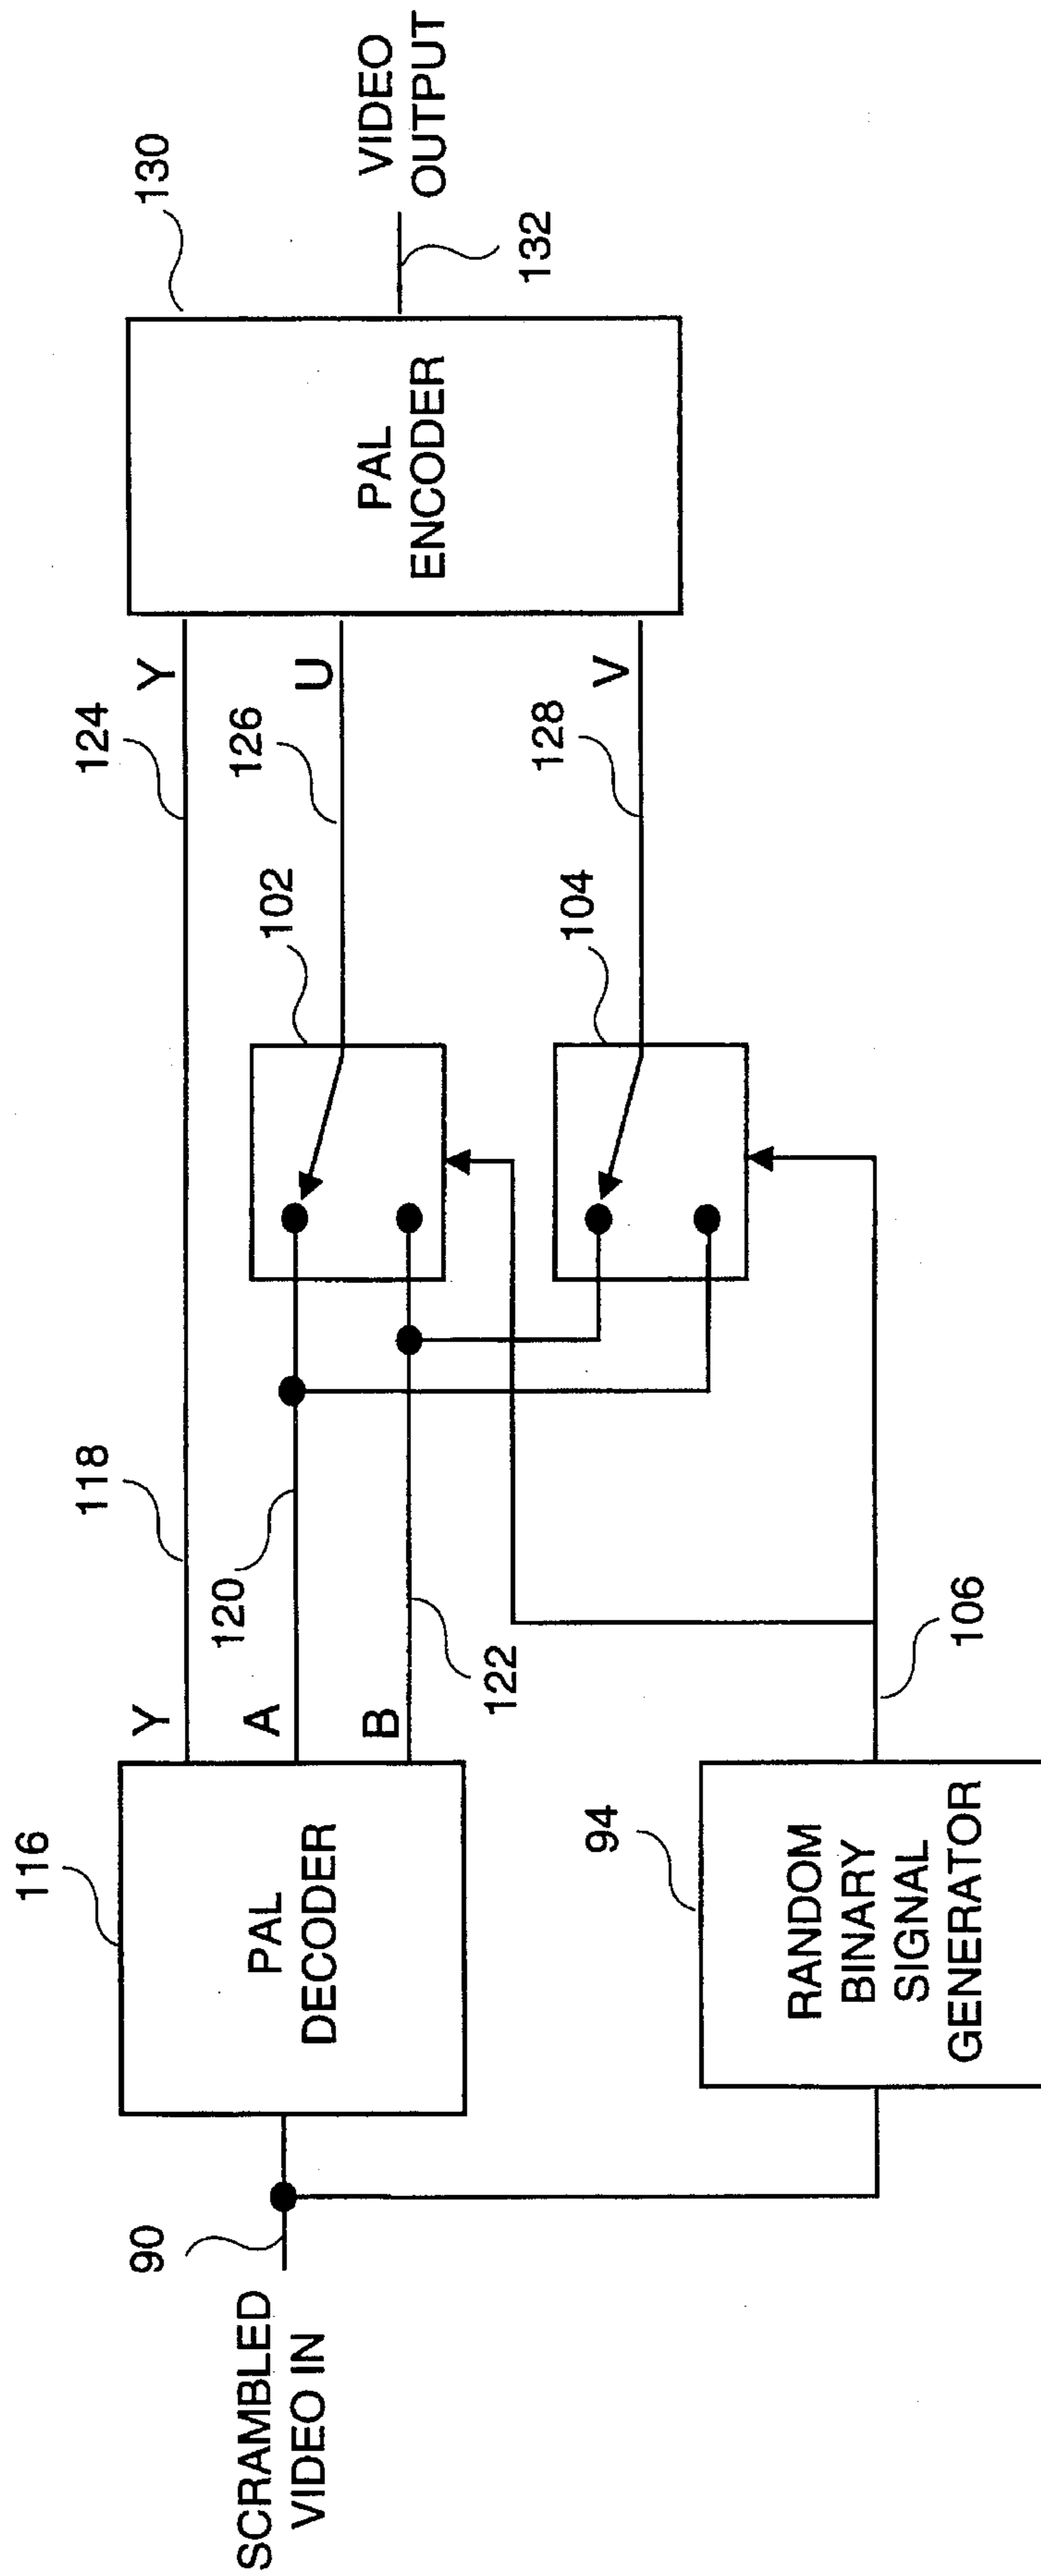 SCRAMBLED
VIDEO IN
90
116
PAL
DECODER
Y
A
B
118
120
122
94
RANDOM
BINARY
SIGNAL
GENERATOR
106
102
104
124
126
128
Y
U
V
PAL
ENCODER
130
132
VIDEO
OUTPUT